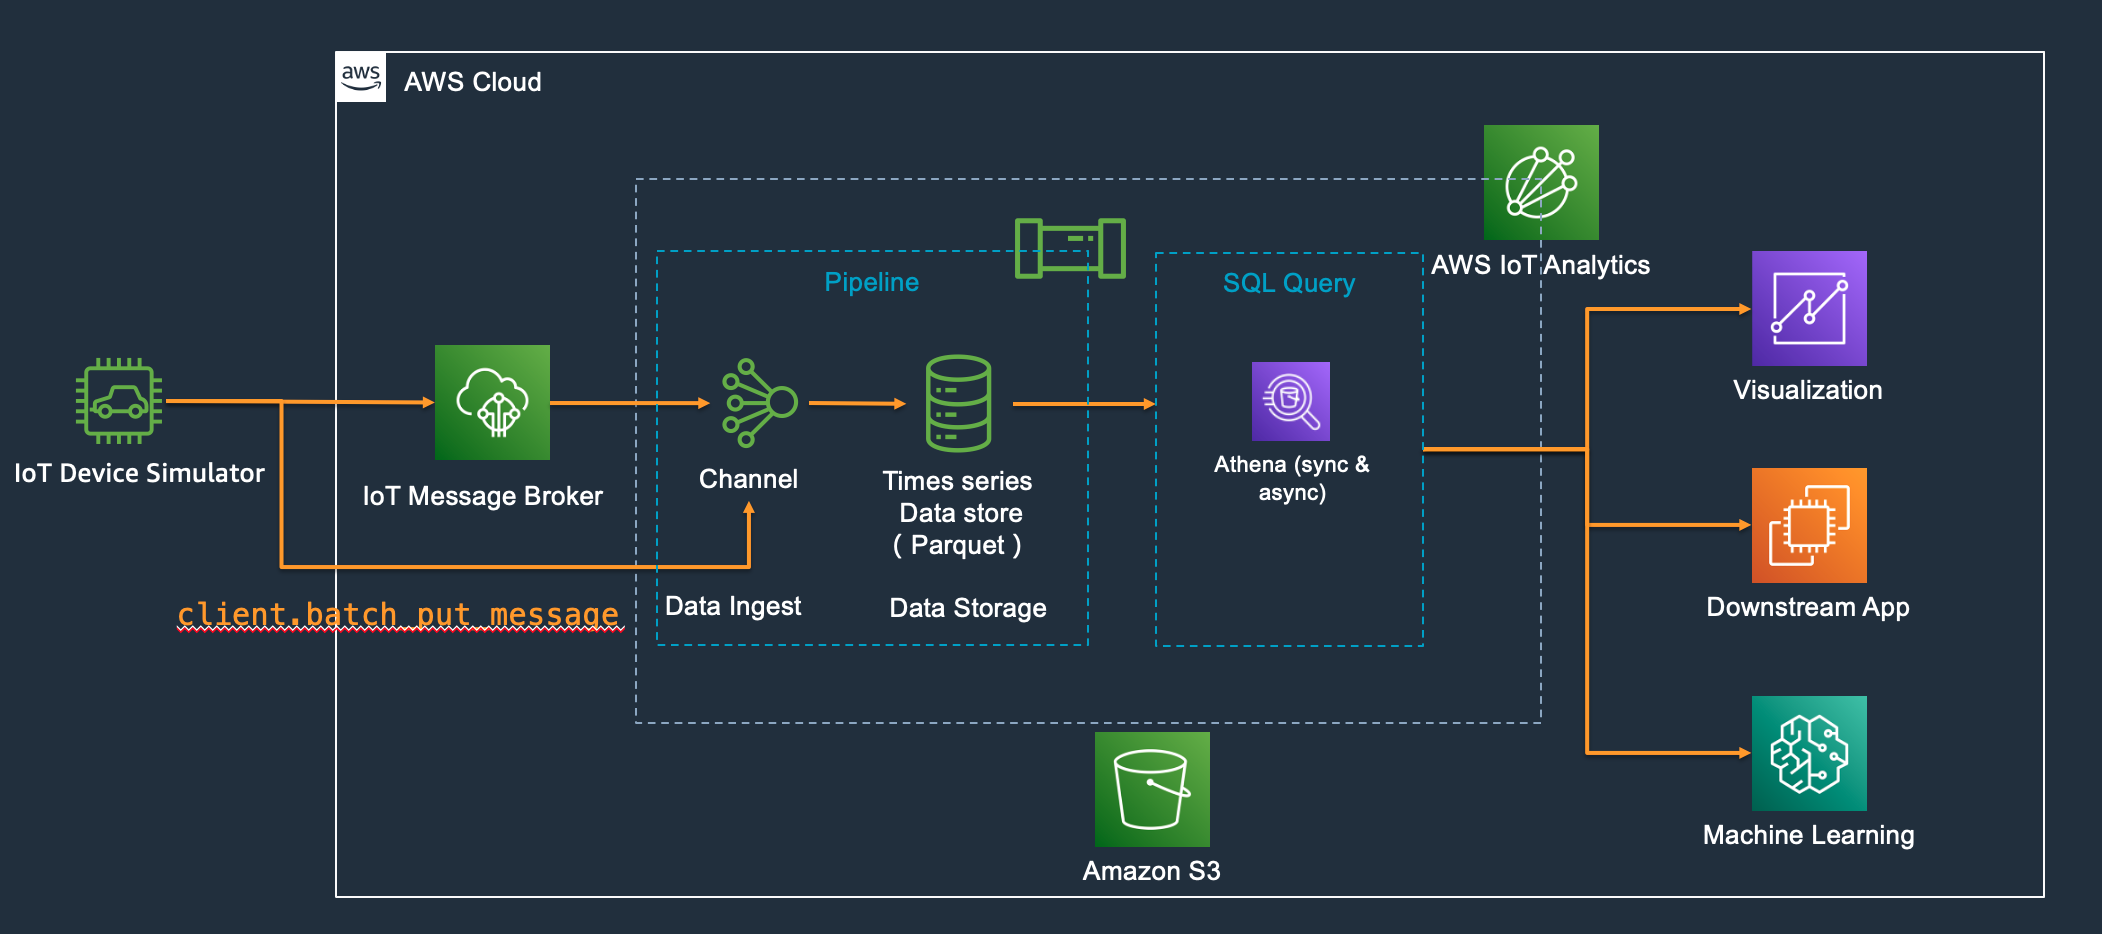 aws
AWS Cloud
AWS IoT Analytics
Pipeline
SQL Query
Visualization
IoT Device Simulator
IoT Message Broker
Channel
Times series
Data store
( Parquet )
Athena (sync &
async)
client.batch_put_message
Data Ingest
Data Storage
Downstream App
Machine Learning
Amazon S3